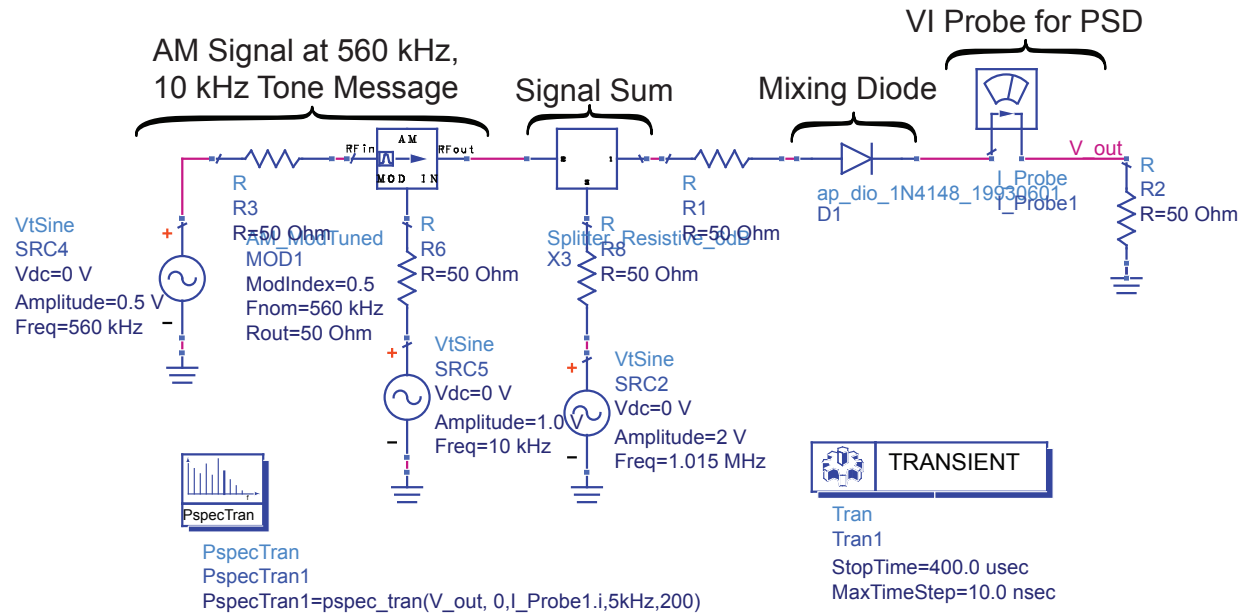 VI Probe for PSD
AM Signal at 560 kHz,
10 kHz Tone Message
Signal Sum
Mixing Diode
RFin
AM
RFout
MOD IN
R
R3
R=50 Ohm
VtSine
SRC4
Vdc=0 V
Amplitude=0.5 V
Freq=560 kHz
AM_ModTuned
MOD1
ModIndex=0.5
Fnom=560 kHz
Rout=50 Ohm
R
R6
R=50 Ohm
VtSine
SRC5
Vdc=0 V
Amplitude=1.0 V
Freq=10 kHz
1
Splitter_Resistive_6dB
X3
R8
R=50 Ohm
VtSine
SRC2
Vdc=0 V
Amplitude=2 V
Freq=1.015 MHz
R
R1
R=50 Ohm
ap_dio_1N4148_19930601
D1
I_Probe
I_Probe1
V_out
R
R2
R=50 Ohm
f
PspecTran
PspecTran
PspecTran1
PspecTran1=pspec_tran(V_out, 0,I_Probe1.i,5kHz,200)
TRANSIENT
Tran
Tran1
StopTime=400.0 usec
MaxTimeStep=10.0 nsec